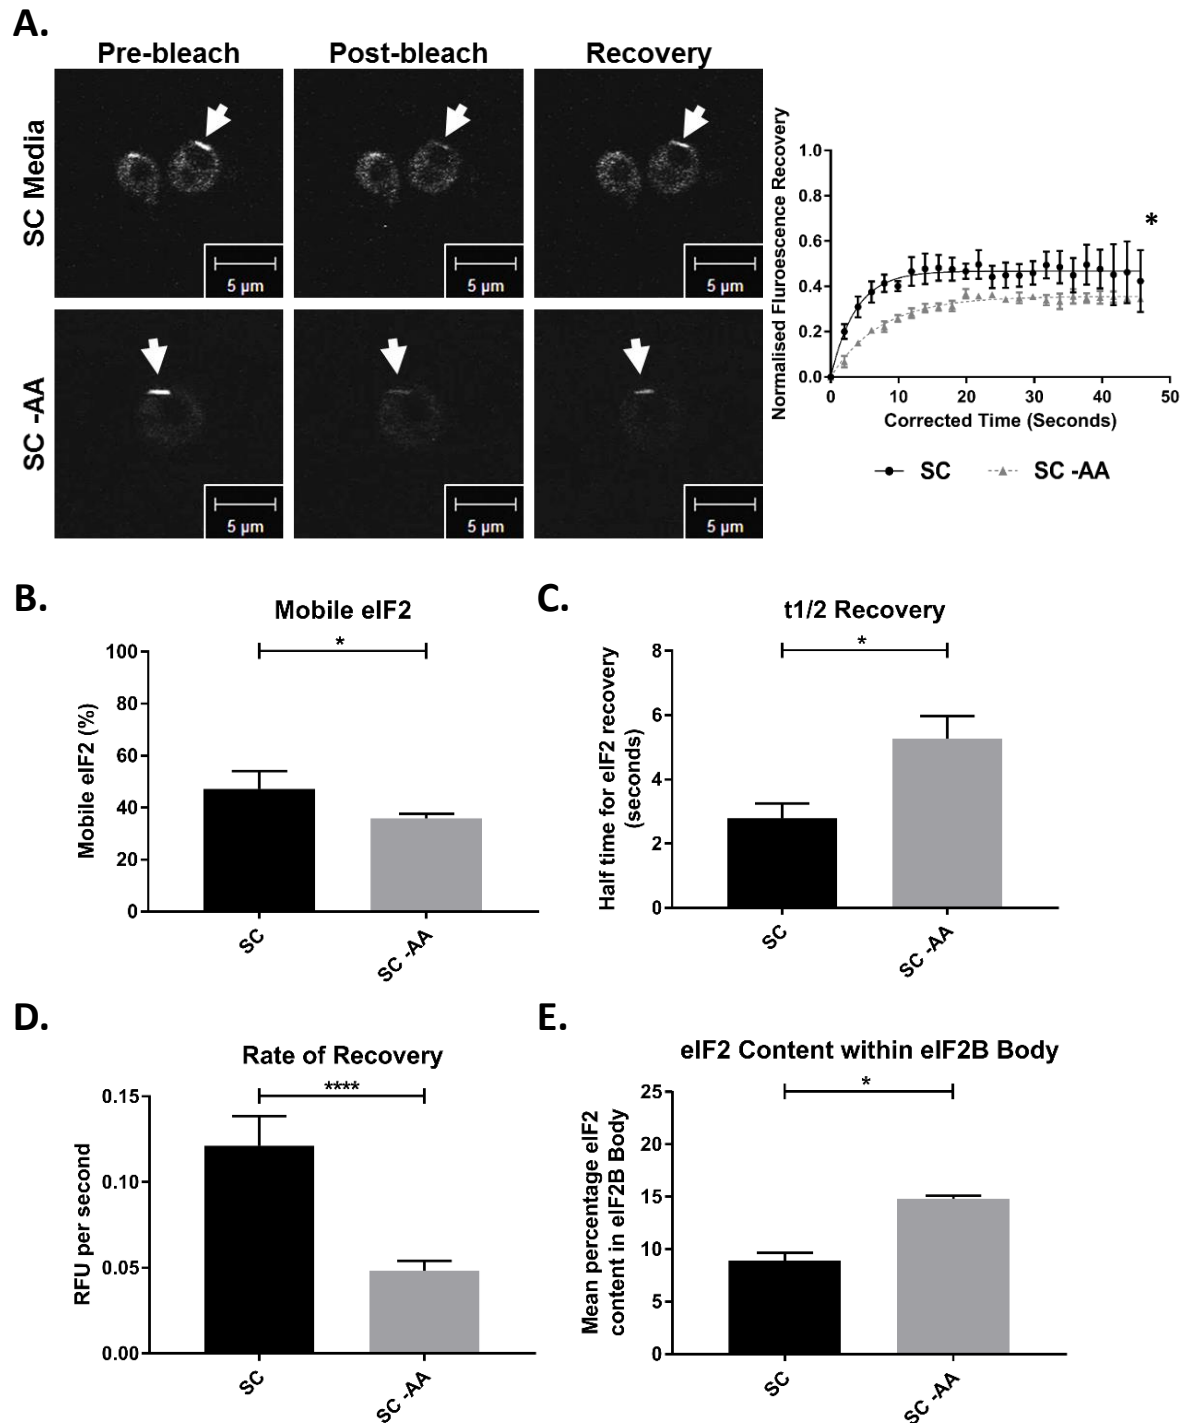 A.
Pre-bleach
Post-bleach
Recovery
SC Media
5 µm
5 µm
5 µm
SC -AA
5 µm
5 µm
5 µm
Normalised Fluroescence Recovery
1.0
0.8
0.6
0.4
0.2
0.0
*
0
10
20
30
40
50
Corrected Time (Seconds)
SC
SC -AA
B.
Mobile eIF2
*
Mobile eIF2 (%)
100
80
60
40
20
0
SC
SC -AA
C.
t1/2 Recovery
*
Half time for eIF2 recovery
(seconds)
8
6
4
2
0
SC
SC -AA
D.
Rate of Recovery
****
RFU per second
0.15
0.10
0.05
0.00
SC
SC -AA
E.
eIF2 Content within eIF2B Body
*
Mean percentage eIF2
content in eIF2B Body
25
20
15
10
5
0
SC
SC -AA